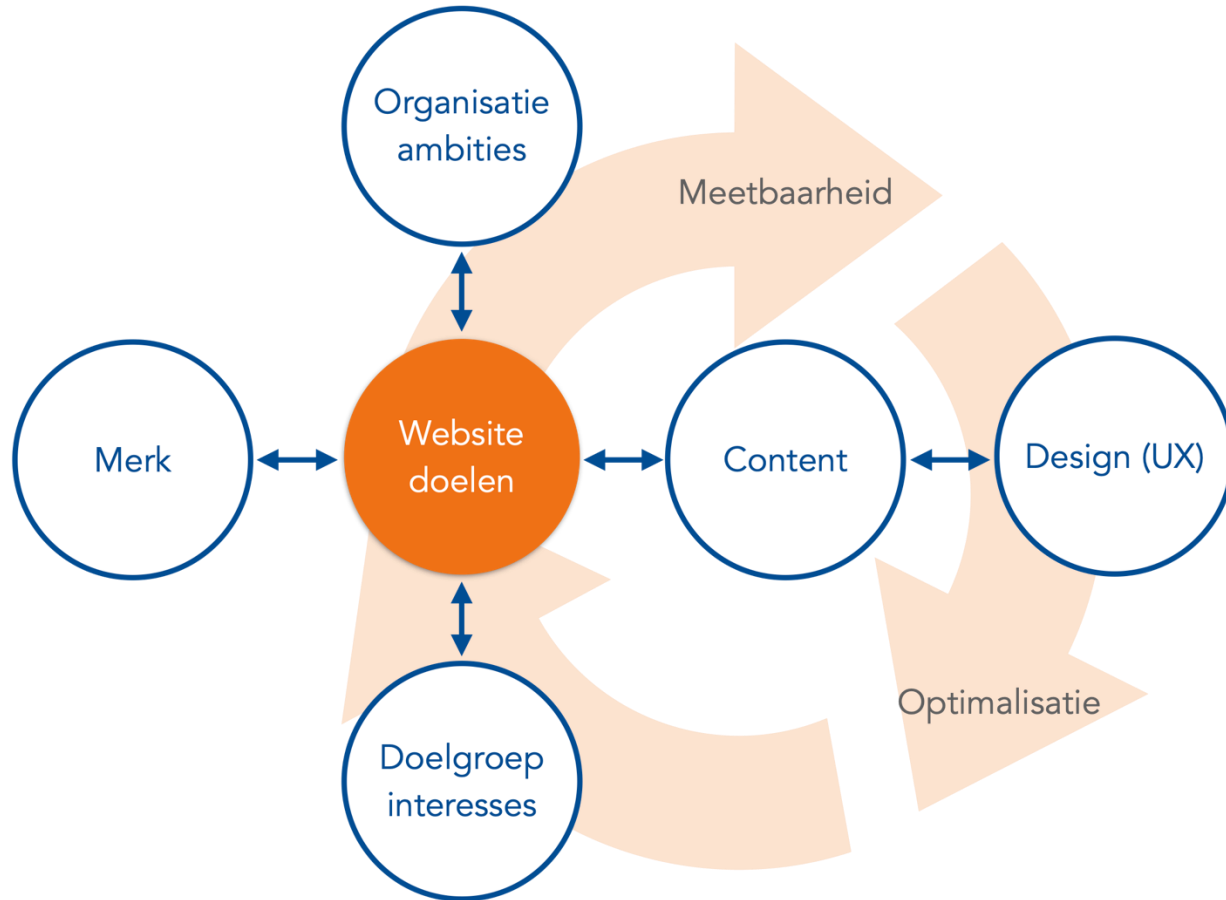 Organisatie
ambities
Meetbaarheid
Merk
Website
doelen
Content
Design (UX)
Optimalisatie
Doelgroep
interesses